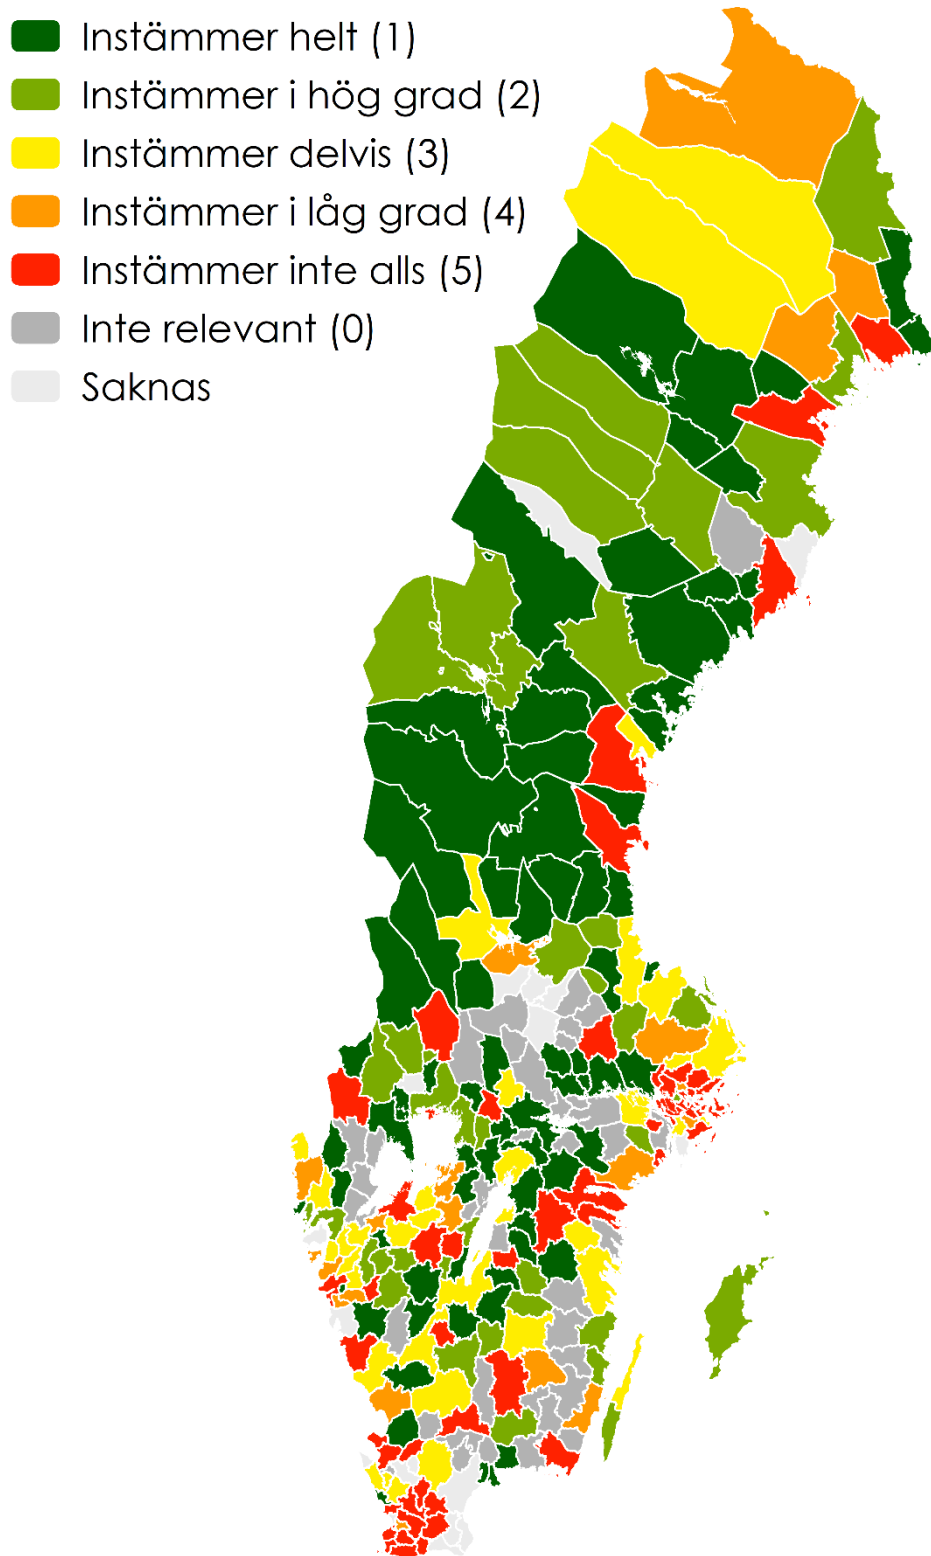 Instämmer helt (1)
Instämmer i hög grad (2)
Instämmer delvis (3)
Instämmer i låg grad (4)
Instämmer inte alls (5)
Inte relevant (0)
Saknas